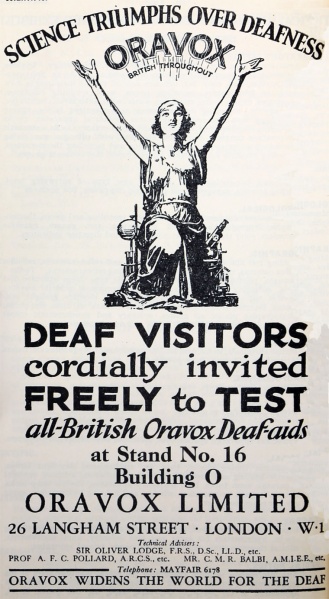 SCIENCE TRIUMPHS OVER DEAFNESS
ORAVOX
BRITISH THROUGHOUT
DEAF VISITORS
cordially invited
FREELY to TEST
all-British Oravox Deaf-aids
at Stand No. 16
Building O
ORAVOX LIMITED
26 LANGHAM STREET · LONDON · W·1
Technical Advisers :
SIR OLIVER LODGE, F.R.S., D.Sc., LL.D., etc.
PROF A. F. C. POLLARD, A.R.C.S., etc. MR. C. M. R. BALBI, A.M.I.E.E., etc.
Telephone: MAYFAIR 6178
ORAVOX WIDENS THE WORLD FOR THE DEAF